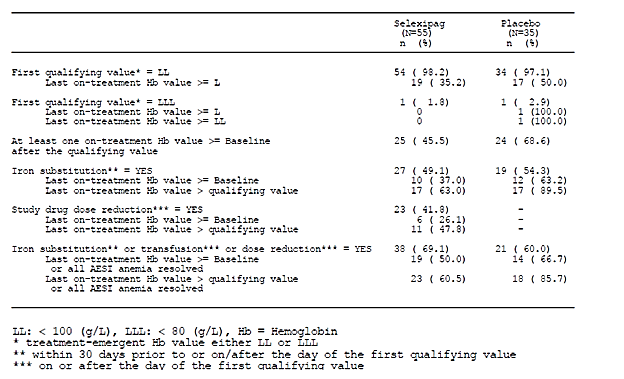 Selexipag Placebo
(N=55) (N=35)
n (%) n (%)
First qualifying value* = LL 54 ( 98.2) 34 ( 97.1)
Last on-treatment Hb value >= L 19 ( 35.2) 17 ( 50.0)
First qualifying value* = LLL 1 ( 1.8) 1 ( 2.9)
Last on-treatment Hb value >= L 0 1 (100.0)
Last on-treatment Hb value >= LL 0 1 (100.0)
At least one on-treatment Hb value >= Baseline 25 ( 45.5) 24 ( 68.6)
after the qualifying value
Iron substitution** = YES 27 ( 49.1) 19 ( 54.3)
Last on-treatment Hb value >= Baseline 10 ( 37.0) 12 ( 63.2)
Last on-treatment Hb value > qualifying value 17 ( 63.0) 17 ( 89.5)
Study drug dose reduction*** = YES 23 ( 41.8) -
Last on-treatment Hb value >= Baseline 6 ( 26.1) -
Last on-treatment Hb value > qualifying value 11 ( 47.8) -
Iron substitution** or transfusion*** or dose reduction*** = YES 38 ( 69.1) 21 ( 60.0)
Last on-treatment Hb value >= Baseline 19 ( 50.0) 14 ( 66.7)
or all AESI anemia resolved
Last on-treatment Hb value > qualifying value 23 ( 60.5) 18 ( 85.7)
or all AESI anemia resolved
LL: < 100 (g/L), LLL: < 80 (g/L), Hb = Hemoglobin
* treatment-emergent Hb value either LL or LLL
** within 30 days prior to or on/after the day of the first qualifying value
*** on or after the day of the first qualifying value